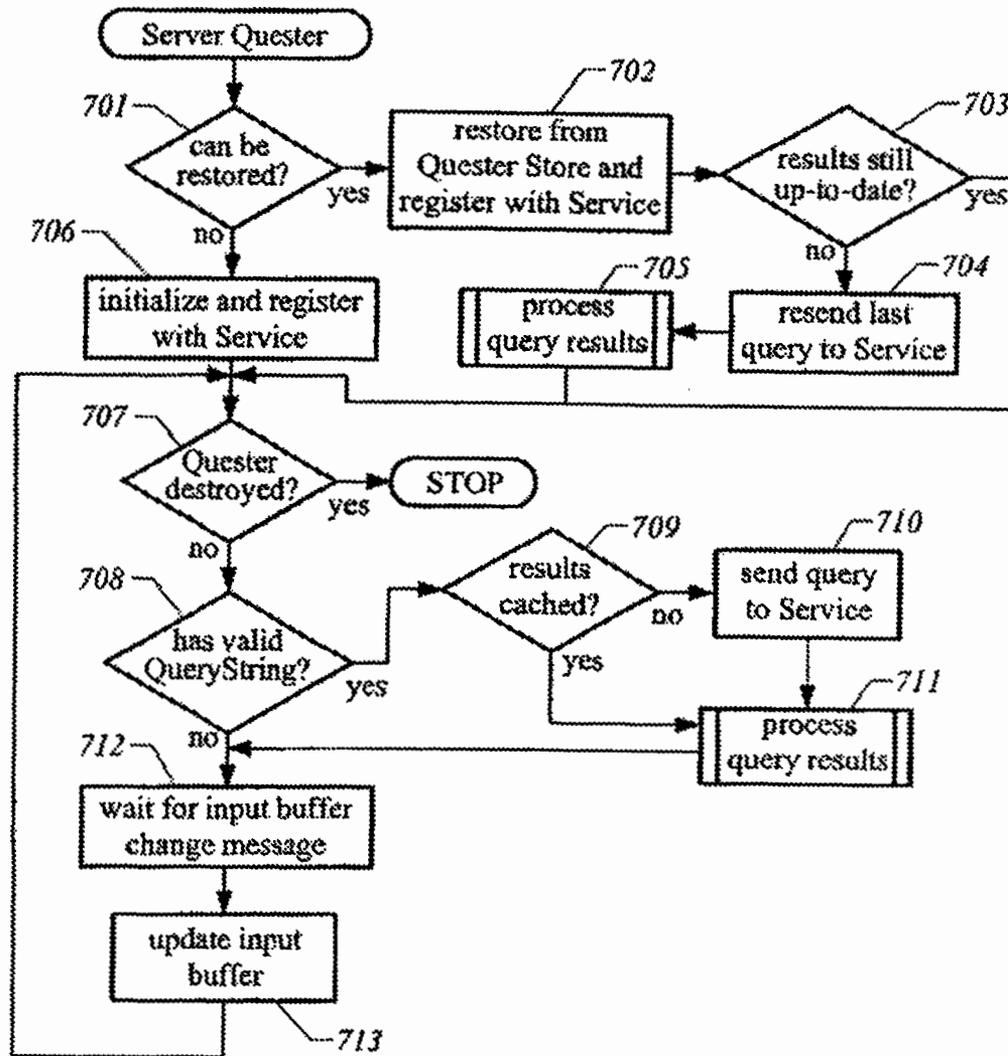 Server Quester
701
can be
restored?
yes
no
702
restore from
Quester Store and
register with Service
703
results still
up-to-date?
yes
no
704
resend last
query to Service
705
process
query results
706
initialize and register
with Service
707
Quester
destroyed?
yes
STOP
no
708
has valid
QueryString?
yes
no
709
results
cached?
no
yes
710
send query
to Service
711
process
query results
712
wait for input buffer
change message
update input
buffer
713